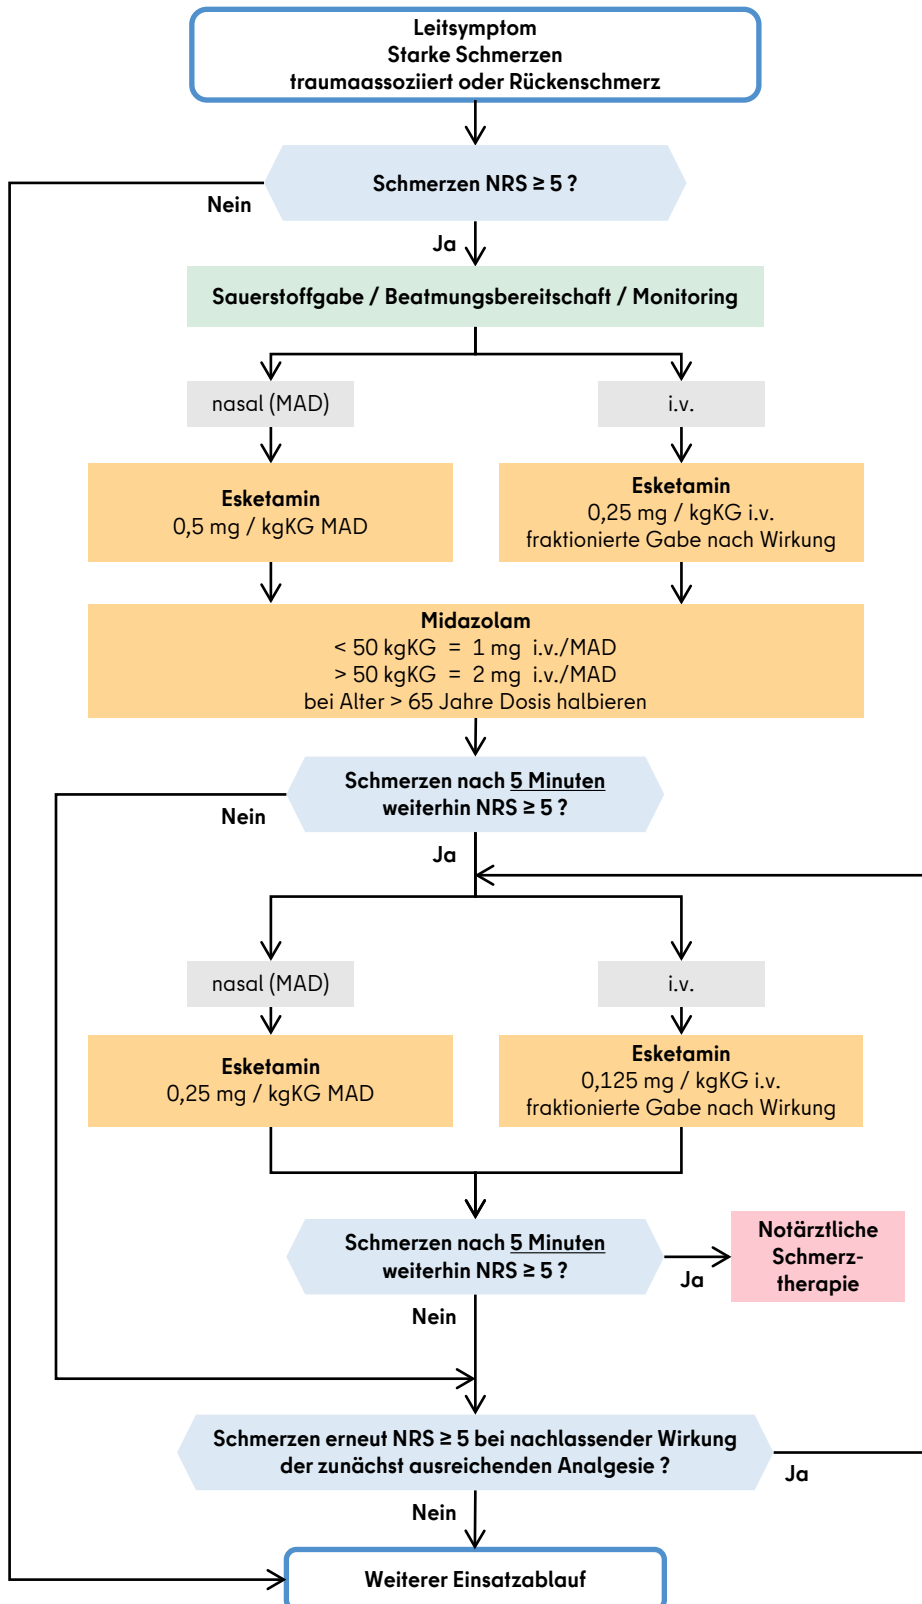 Leitsymptom
Starke Schmerzen
traumaassoziiert oder Rückenschmerz
Schmerzen NRS ≥ 5 ?
Nein
Ja
Sauerstoffgabe / Beatmungsbereitschaft / Monitoring
nasal (MAD)
i.v.
Esketamin
0,5 mg / kgKG MAD
Esketamin
0,25 mg / kgKG i.v.
fraktionierte Gabe nach Wirkung
Midazolam
< 50 kgKG = 1 mg i.v./MAD
> 50 kgKG = 2 mg i.v./MAD
bei Alter > 65 Jahre Dosis halbieren
Schmerzen nach 5 Minuten
weiterhin NRS ≥ 5 ?
Nein
Ja
nasal (MAD)
i.v.
Esketamin
0,25 mg / kgKG MAD
Esketamin
0,125 mg / kgKG i.v.
fraktionierte Gabe nach Wirkung
Schmerzen nach 5 Minuten
weiterhin NRS ≥ 5 ?
Ja
Notärztliche
Schmerz-
therapie
Nein
Schmerzen erneut NRS ≥ 5 bei nachlassender Wirkung
der zunächst ausreichenden Analgesie ?
Ja
Nein
Weiterer Einsatzablauf